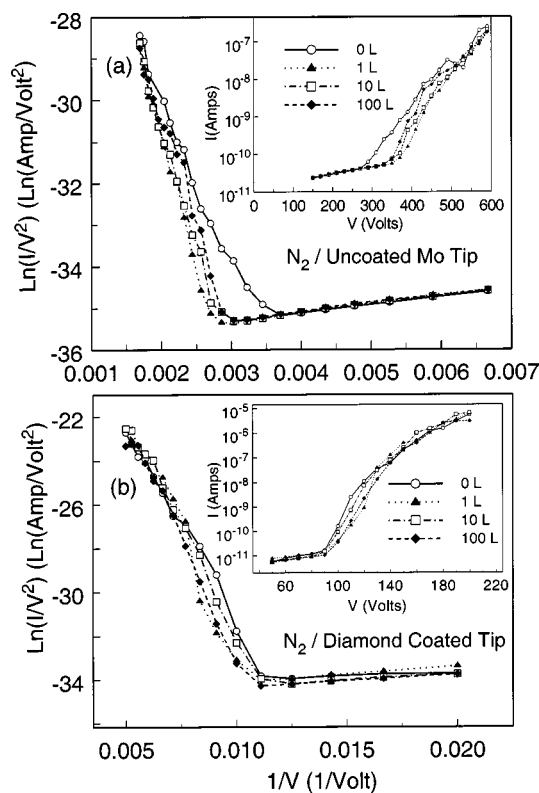 (a)
Ln(I/V²) (Ln(Amp/Volt²)
-28
-30
-32
-34
-36
0.001 0.002 0.003 0.004 0.005 0.006 0.007
I(Amps)
10⁻⁷
10⁻⁸
10⁻⁹
10⁻¹⁰
10⁻¹¹
0 100 200 300 400 500 600
V (Volts)
0 L
1 L
10 L
100 L
N₂ / Uncoated Mo Tip
(b)
Ln(I/V²) (Ln(Amp/Volt²)
-22
-26
-30
-34
0.005 0.010 0.015 0.020
1/V (1/Volt)
I (Amps)
10⁻⁵
10⁻⁶
10⁻⁷
10⁻⁸
10⁻⁹
10⁻¹⁰
10⁻¹¹
60 100 140 180 220
V (Volts)
0 L
1 L
10 L
100 L
N₂ / Diamond Coated Tip